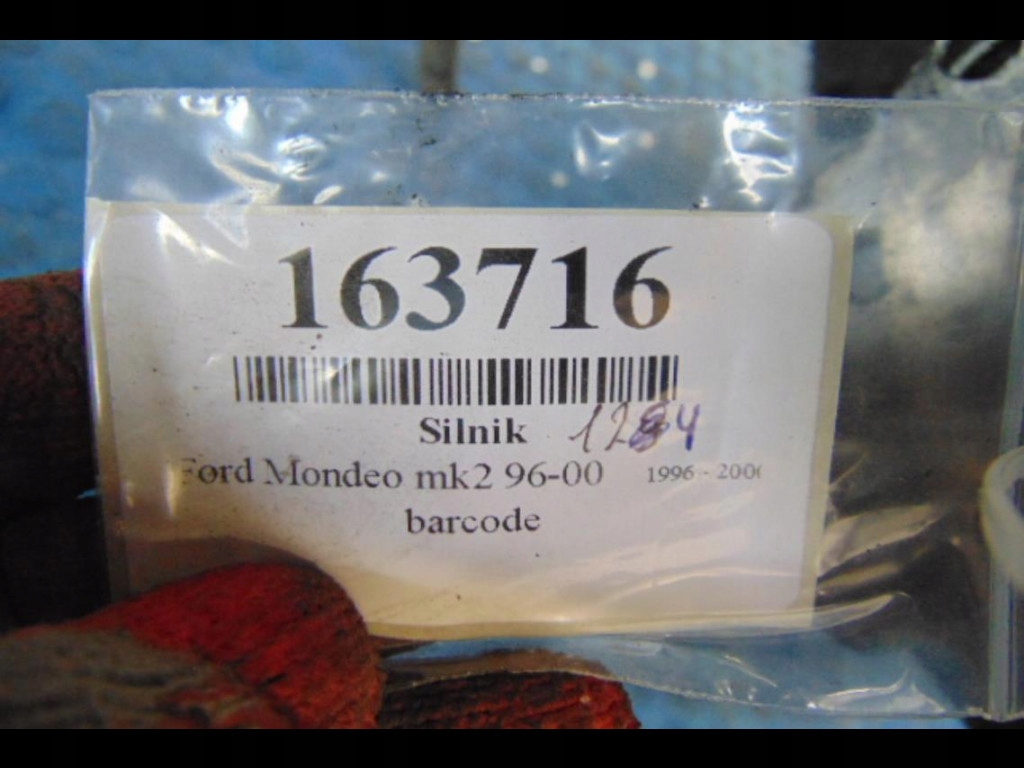 163716
Silnik
Ford Mondeo mk2 96-00 1996 - 200
barcode